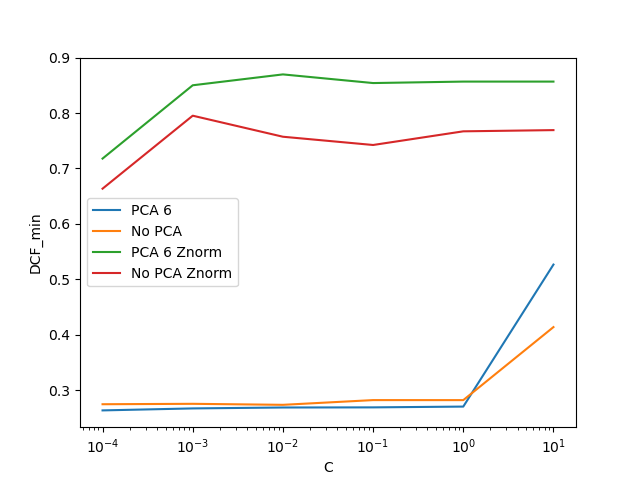 0.9
0.8
0.7
0.6
0.5
0.4
0.3
DCF_min
PCA 6
No PCA
PCA 6 Znorm
No PCA Znorm
10⁻⁴
10⁻³
10⁻²
10⁻¹
10⁰
10¹
C